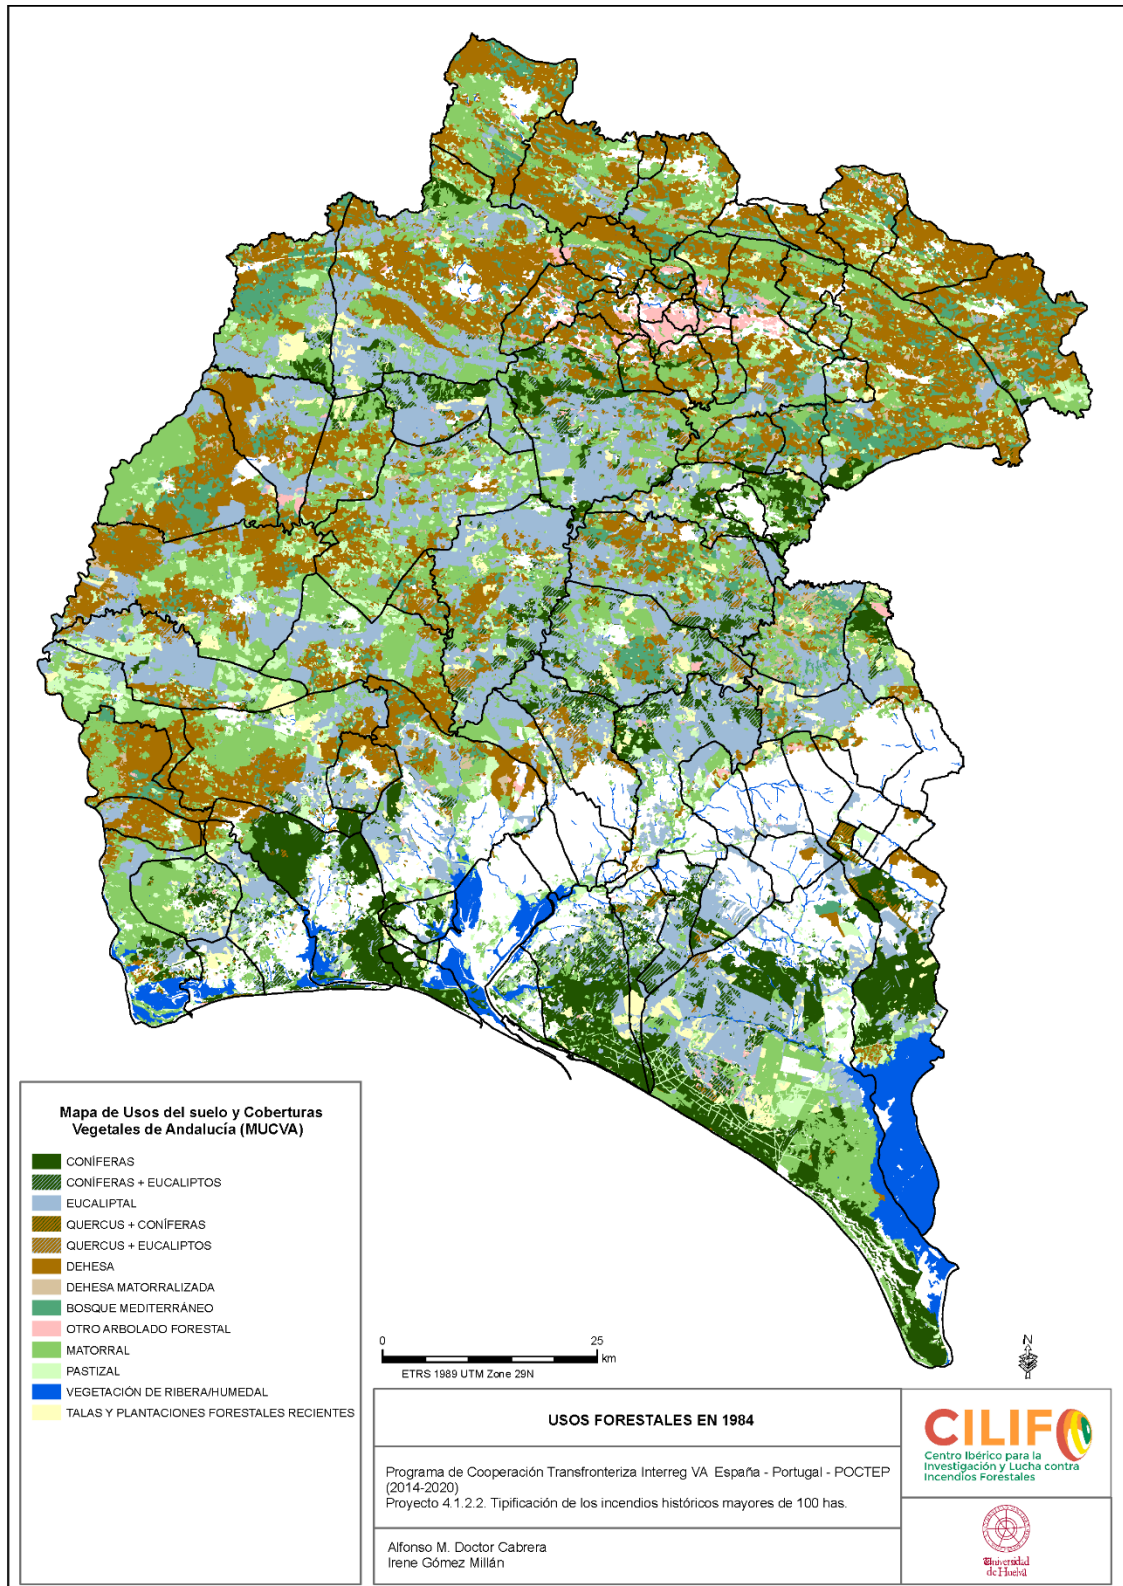 Mapa de Usos del suelo y Coberturas
Vegetales de Andalucía (MUCVA)
CONÍFERAS
CONÍFERAS + EUCALIPTOS
EUCALIPTAL
QUERCUS + CONÍFERAS
QUERCUS + EUCALIPTOS
DEHESA
DEHESA MATORRALIZADA
BOSQUE MEDITERRÁNEO
OTRO ARBOLADO FORESTAL
MATORRAL
PASTIZAL
VEGETACIÓN DE RIBERA/HUMEDAL
TALAS Y PLANTACIONES FORESTALES RECIENTES
0 25
km
ETRS 1989 UTM Zone 29N
N
USOS FORESTALES EN 1984
Programa de Cooperación Transfronteriza Interreg VA España - Portugal - POCTEP
(2014-2020)
Proyecto 4.1.2.2. Tipificación de los incendios históricos mayores de 100 has.
Alfonso M. Doctor Cabrera
Irene Gómez Millán
CILIFO
Centro Ibérico para la
Investigación y Lucha contra
Incendios Forestales
Universidad
de Huelva